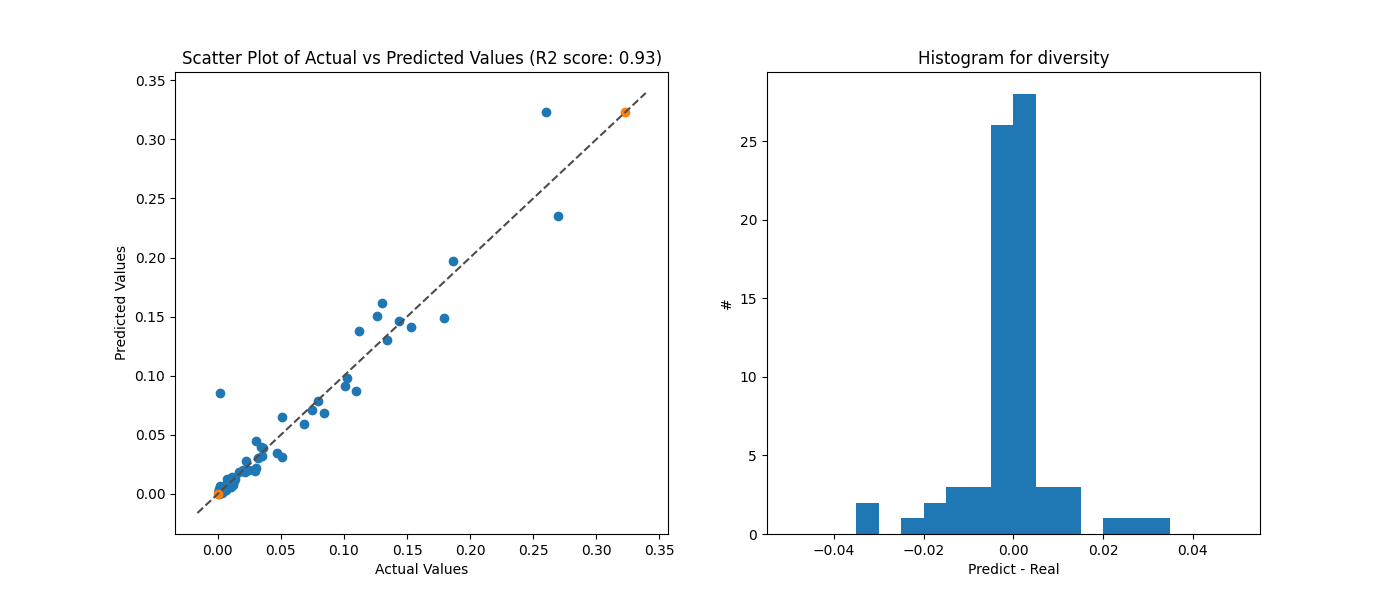 Scatter Plot of Actual vs Predicted Values (R2 score: 0.93)
0.35
0.30
0.25
0.20
0.15
0.10
0.05
0.00
Predicted Values
0.00 0.05 0.10 0.15 0.20 0.25 0.30 0.35
Actual Values
Histogram for diversity
25
20
15
10
5
0
#
−0.04 −0.02 0.00 0.02 0.04
Predict - Real